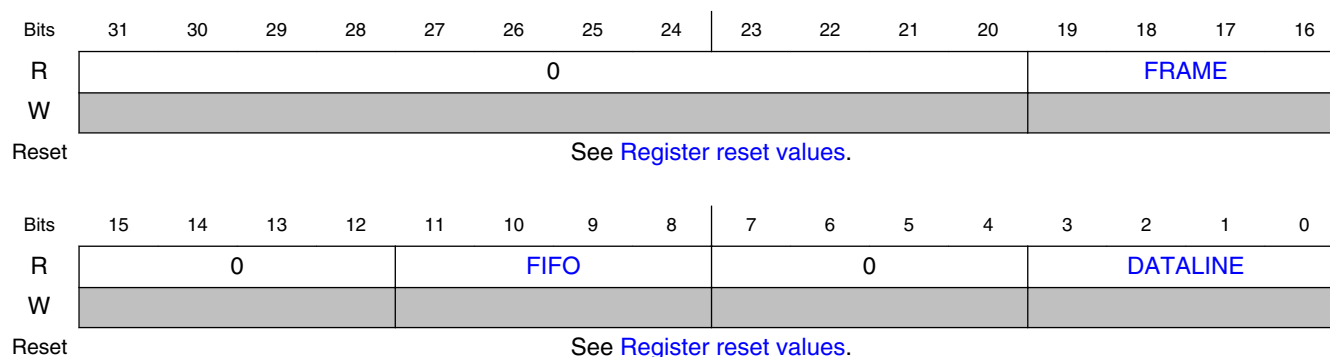 Bits 31 30 29 28 27 26 25 24 23 22 21 20 19 18 17 16
R 0 FRAME
W
Reset See Register reset values.
Bits 15 14 13 12 11 10 9 8 7 6 5 4 3 2 1 0
R 0 FIFO 0 DATALINE
W
Reset See Register reset values.